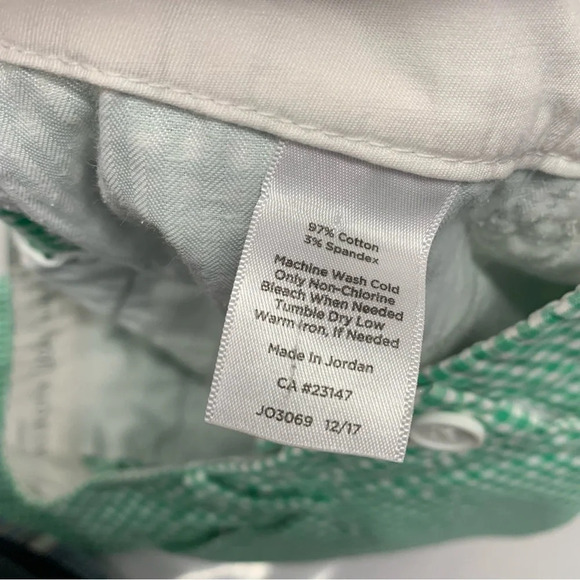 97% Cotton
3% Spandex
Machine Wash Cold
Only Non-Chlorine
Bleach When Needed
Tumble Dry Low
Warm Iron, If Needed
Made In Jordan
CA #23147
JO3069 12/17